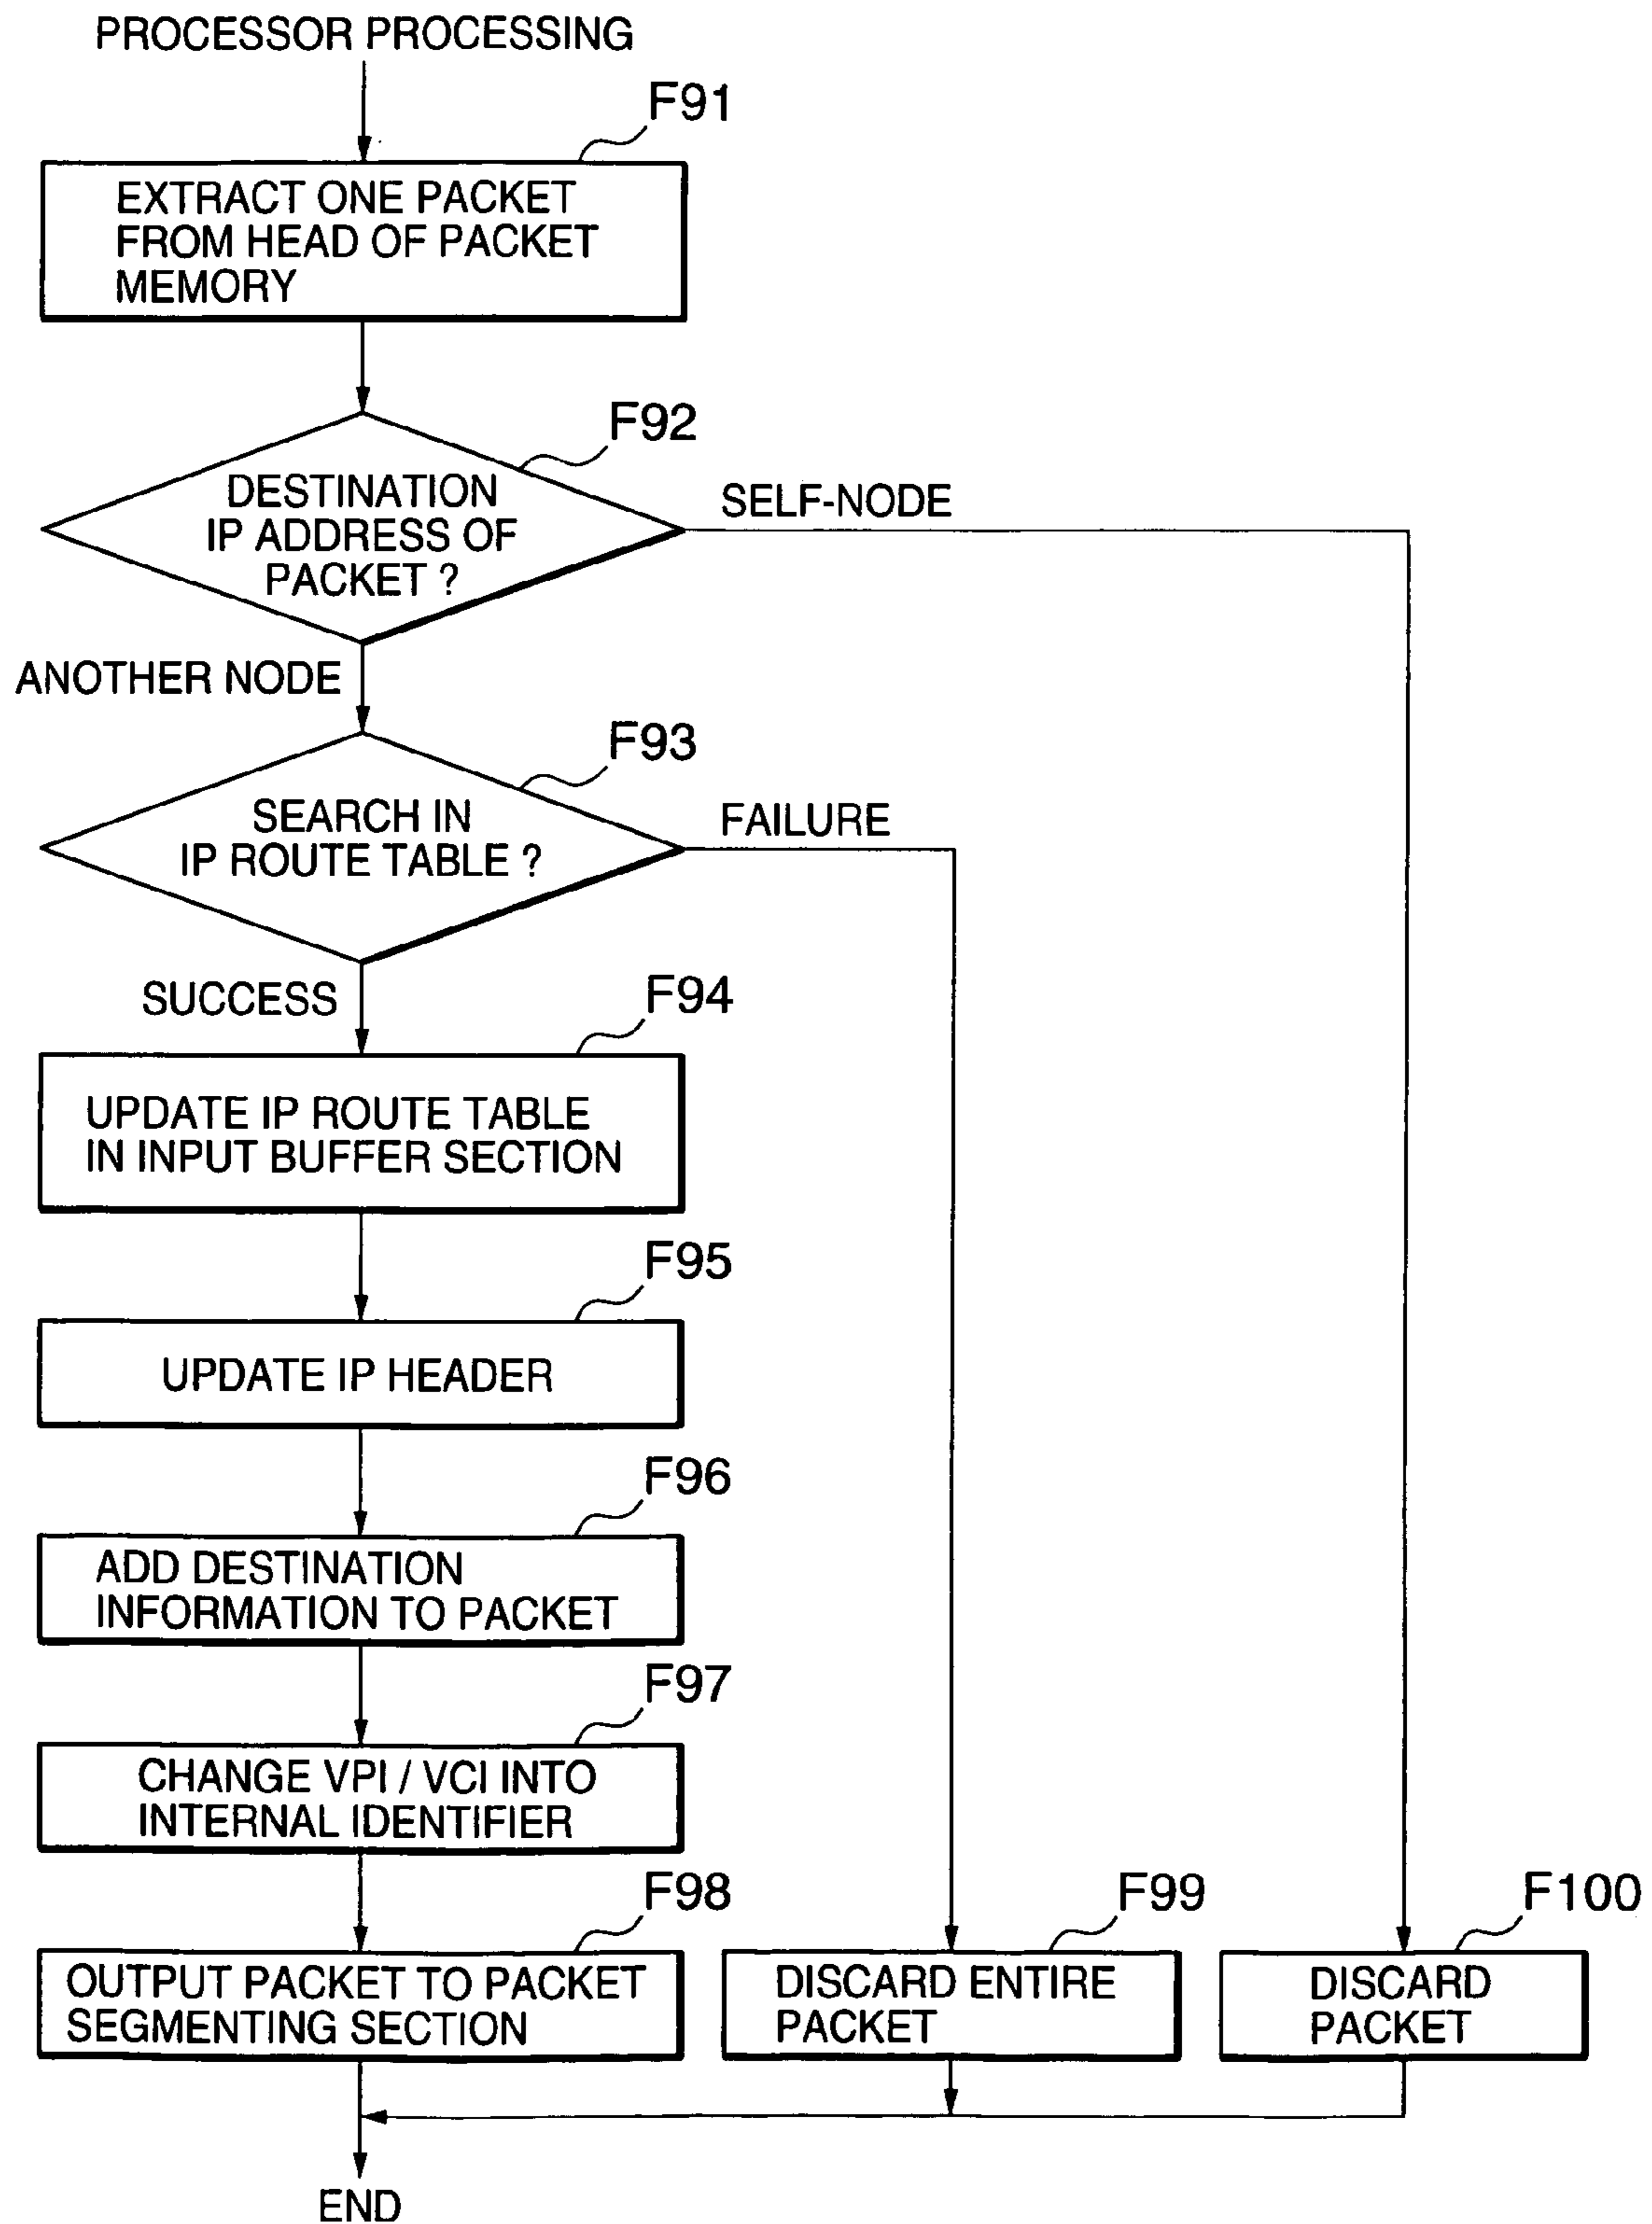 PROCESSOR PROCESSING
F91
EXTRACT ONE PACKET
FROM HEAD OF PACKET
MEMORY
F92
DESTINATION
IP ADDRESS OF
PACKET ?
SELF-NODE
ANOTHER NODE
F93
SEARCH IN
IP ROUTE TABLE ?
FAILURE
SUCCESS
F94
UPDATE IP ROUTE TABLE
IN INPUT BUFFER SECTION
F95
UPDATE IP HEADER
F96
ADD DESTINATION
INFORMATION TO PACKET
F97
CHANGE VPI / VCI INTO
INTERNAL IDENTIFIER
F98
OUTPUT PACKET TO PACKET
SEGMENTING SECTION
F99
DISCARD ENTIRE
PACKET
F100
DISCARD
PACKET
END